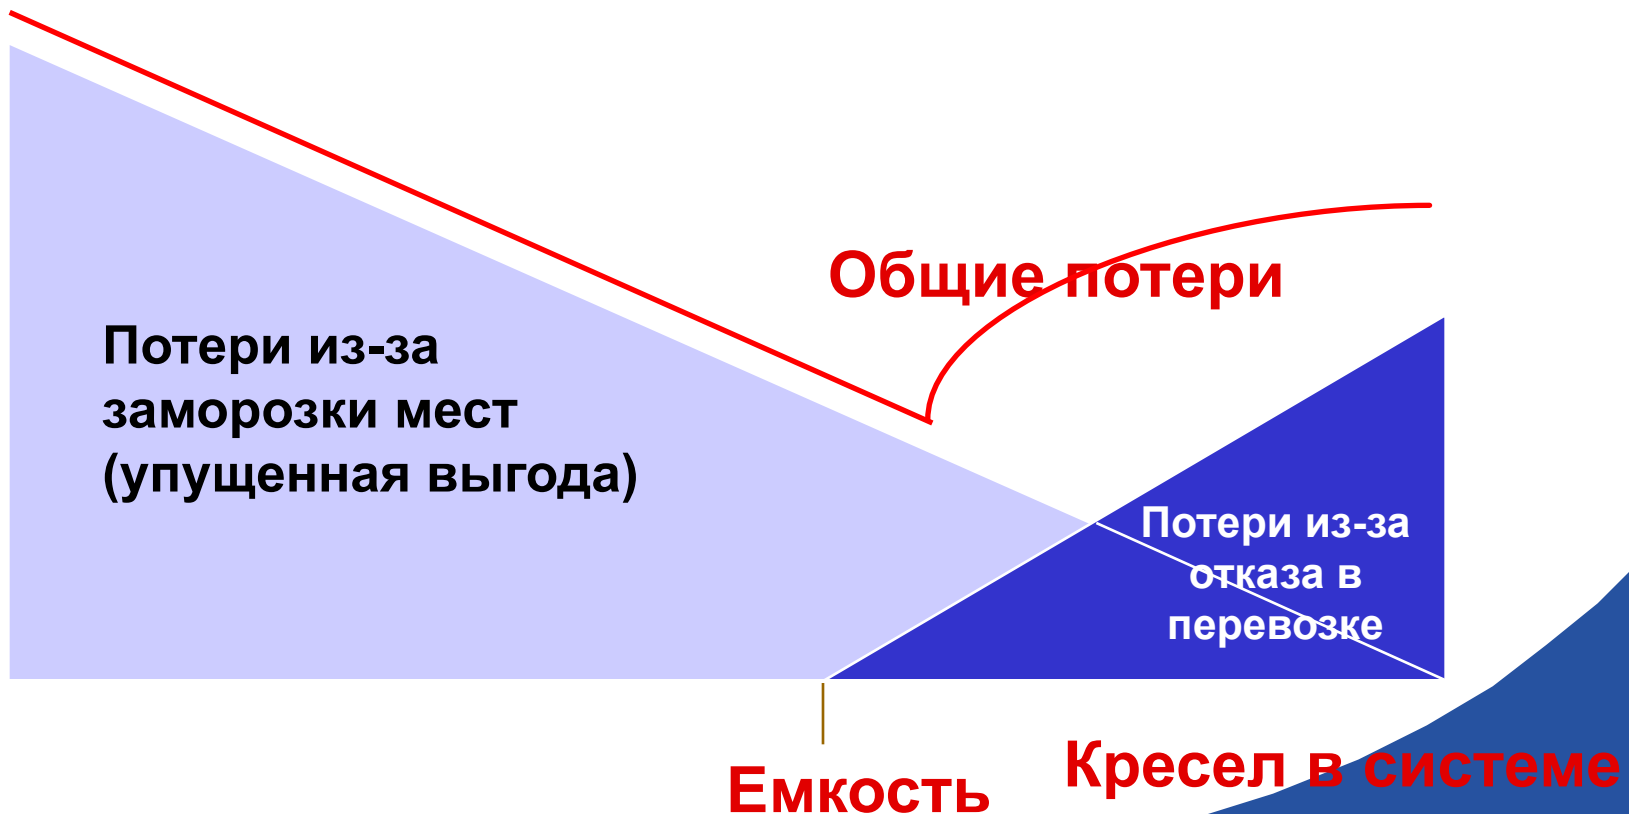 Общие потери
Потери из-за
заморозки мест
(упущенная выгода)
Потери из-за
отказа в
перевозке
Кресел в системе
Емкость